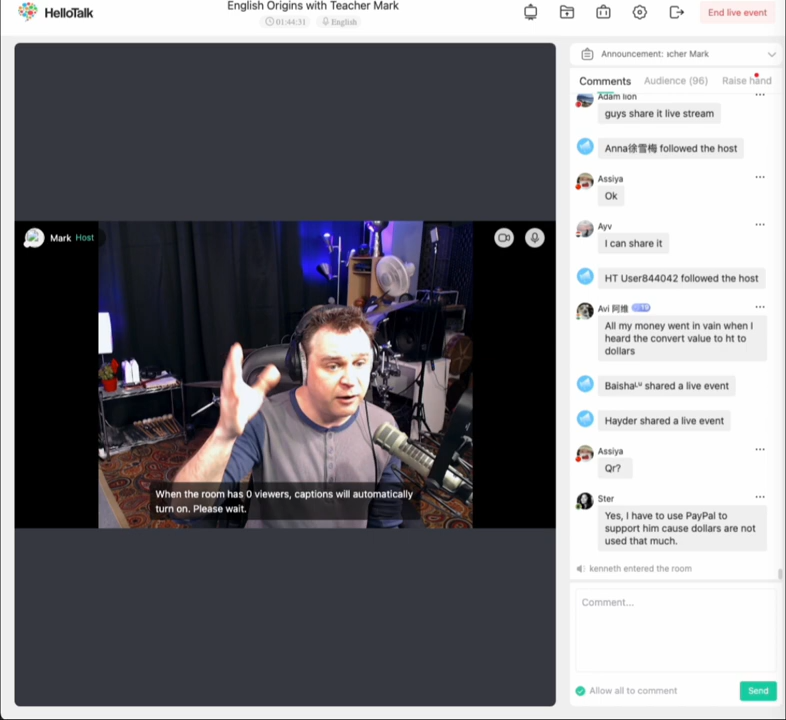 HelloTalk
English Origins with Teacher Mark
01:44:31
English
End live event
Mark Host
When the room has 0 viewers, captions will automatically
turn on. Please wait.
Announcement: :cher Mark
Comments
Audience (96)
Raise hand
Adam lion
guys share it live stream
Anna徐雪梅 followed the host
Assiya
Ok
Ayv
I can share it
HT User844042 followed the host
Avi 阿维
All my money went in vain when I
heard the convert value to ht to
dollars
Baishaᴸᵁ shared a live event
Hayder shared a live event
Assiya
Qr?
Ster
Yes, I have to use PayPal to
support him cause dollars are not
used that much.
kenneth entered the room
Comment...
Allow all to comment
Send